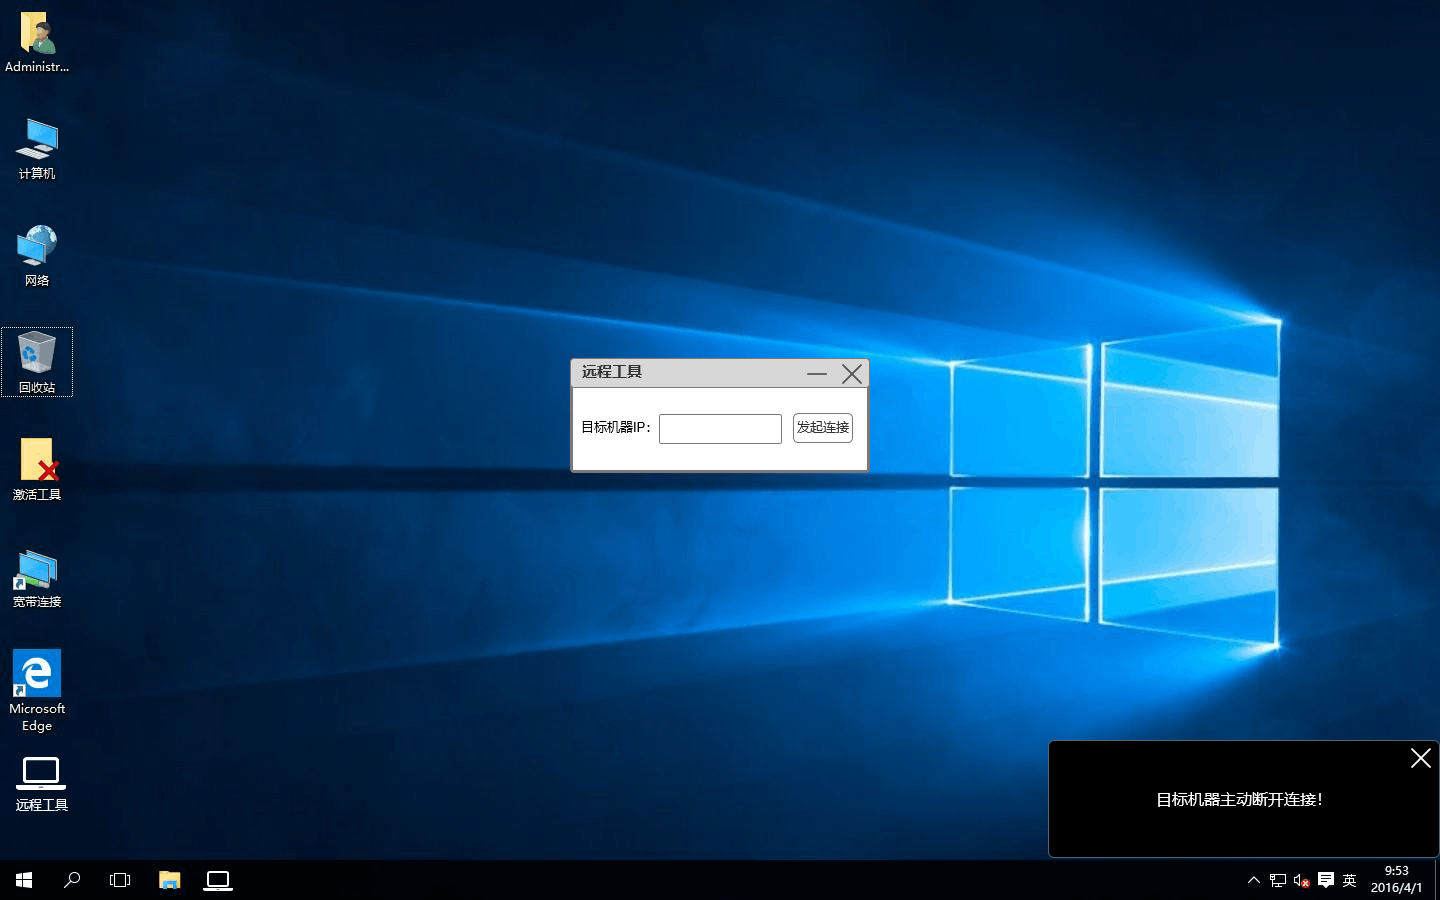 Administr...
计算机
网络
回收站
激活工具
宽带连接
Microsoft
Edge
远程工具
远程工具
目标机器IP：
发起连接
目标机器主动断开连接！
英
9:53
2016/4/1